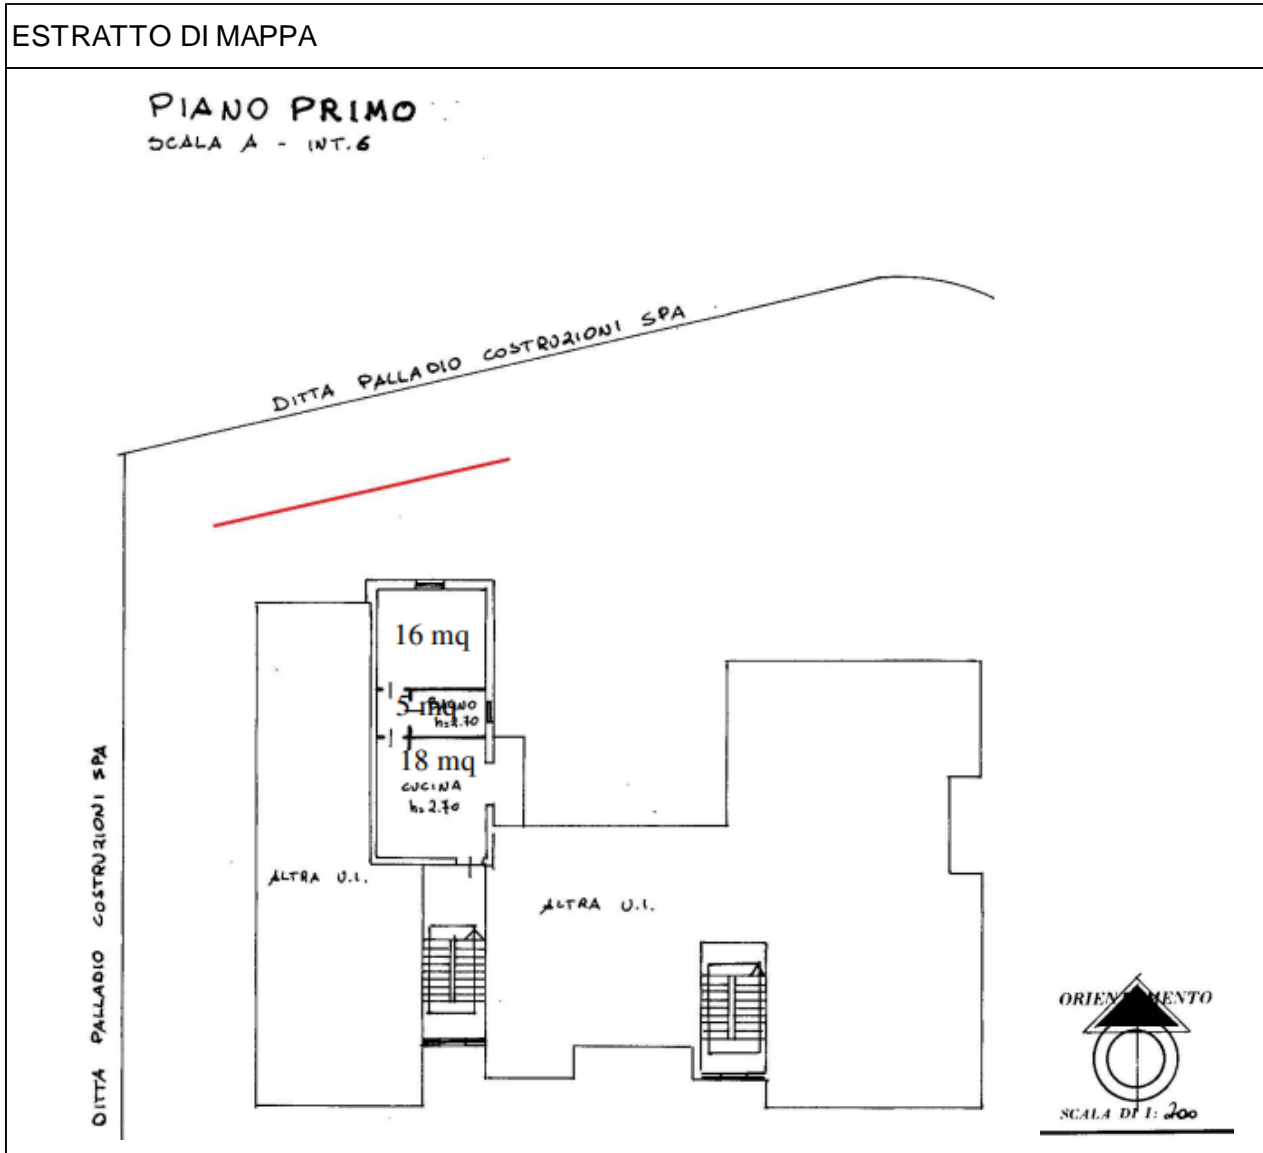 ESTRATTO DI MAPPA
PIANO PRIMO
SCALA A - INT. 6
DITTA PALLADIO COSTRUZIONI SPA
16 mq
5 mq
BAGNO
h=2.70
18 mq
CUCINA
h=2.70
DITTA PALLADIO COSTRUZIONI SPA
ALTRA U.I.
ALTRA U.I.
ORIENTAMENTO
SCALA DI 1: 200